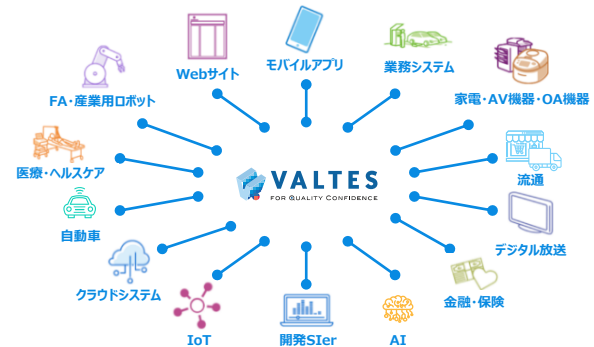 Webサイト
モバイルアプリ
業務システム
FA・産業用ロボット
家電・AV機器・OA機器
医療・ヘルスケア
流通
VALTES
FOR QUALITY CONFIDENCE
自動車
デジタル放送
クラウドシステム
金融・保険
IoT
開発SIer
AI